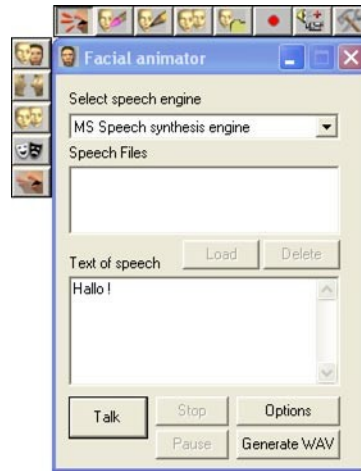 Facial animator
Select speech engine
MS Speech synthesis engine
Speech Files
Load Delete
Text of speech
Hallo !
Talk Stop Options
Pause Generate WAV